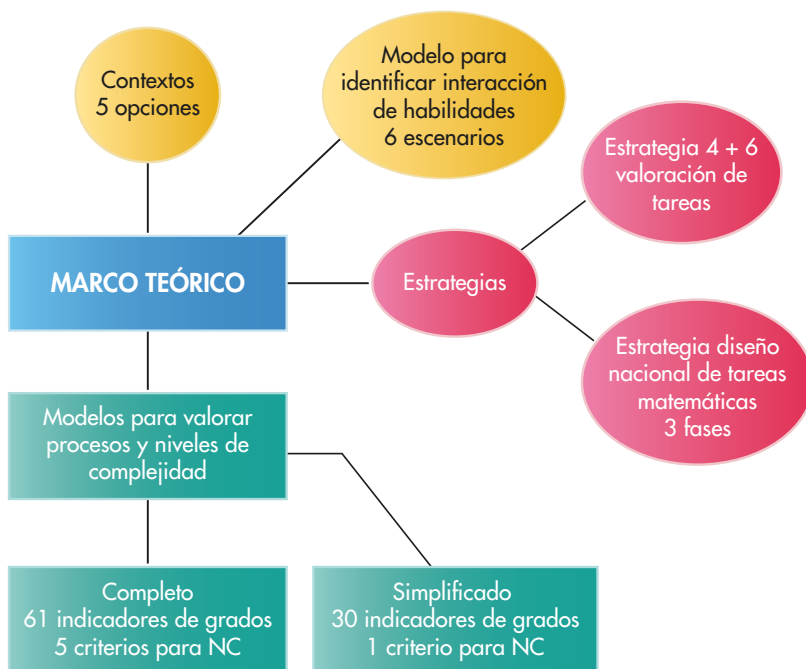 Contextos
5 opciones
Modelo para
identificar interacción
de habilidades
6 escenarios
Estrategia 4 + 6
valoración de
tareas
MARCO TEÓRICO
Estrategias
Estrategia diseño
nacional de tareas
matemáticas
3 fases
Modelos para valorar
procesos y niveles de
complejidad
Completo
61 indicadores de grados
5 criterios para NC
Simplificado
30 indicadores de grados
1 criterio para NC